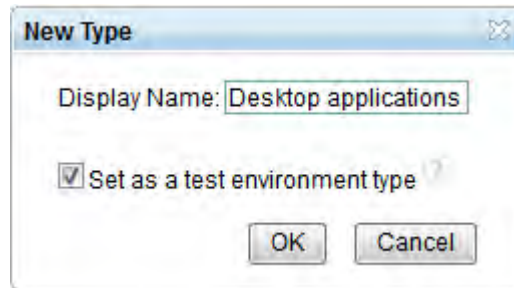 New Type
Display Name: Desktop applications
Set as a test environment type ?
OK Cancel